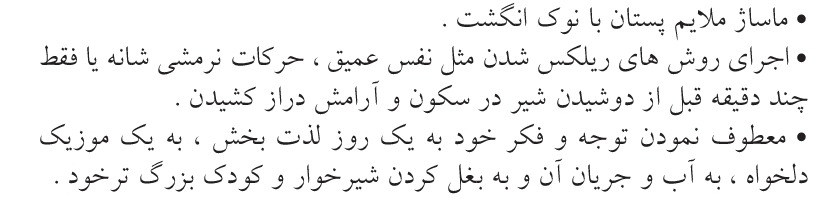 • ماساژ ملایم پستان با نوک انگشت .
• اجرای روش های ریلکس شدن مثل نفس عمیق ، حرکات نرمشی شانه یا فقط
چند دقیقه قبل از دوشیدن شیر در سکون و آرامش دراز کشیدن .
• معطوف نمودن توجه و فکر خود به یک روز لذت بخش ، به یک موزیک
دلخواه ، به آب و جریان آن و به بغل کردن شیرخوار و کودک بزرگ ترخود .